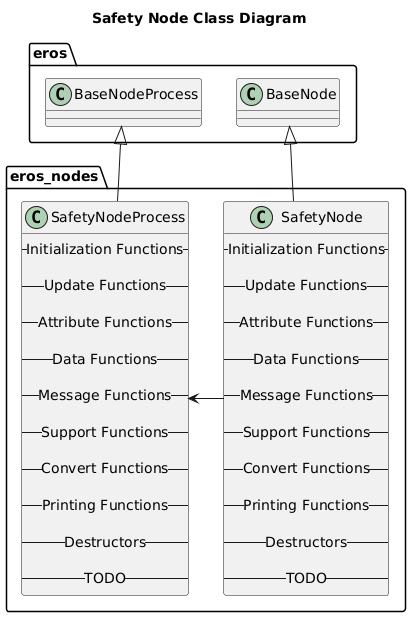 Safety Node Class Diagram
eros
C BaseNodeProcess
C BaseNode
eros_nodes
C SafetyNodeProcess
Initialization Functions
Update Functions
Attribute Functions
Data Functions
Message Functions
Support Functions
Convert Functions
Printing Functions
Destructors
TODO
C SafetyNode
Initialization Functions
Update Functions
Attribute Functions
Data Functions
Message Functions
Support Functions
Convert Functions
Printing Functions
Destructors
TODO